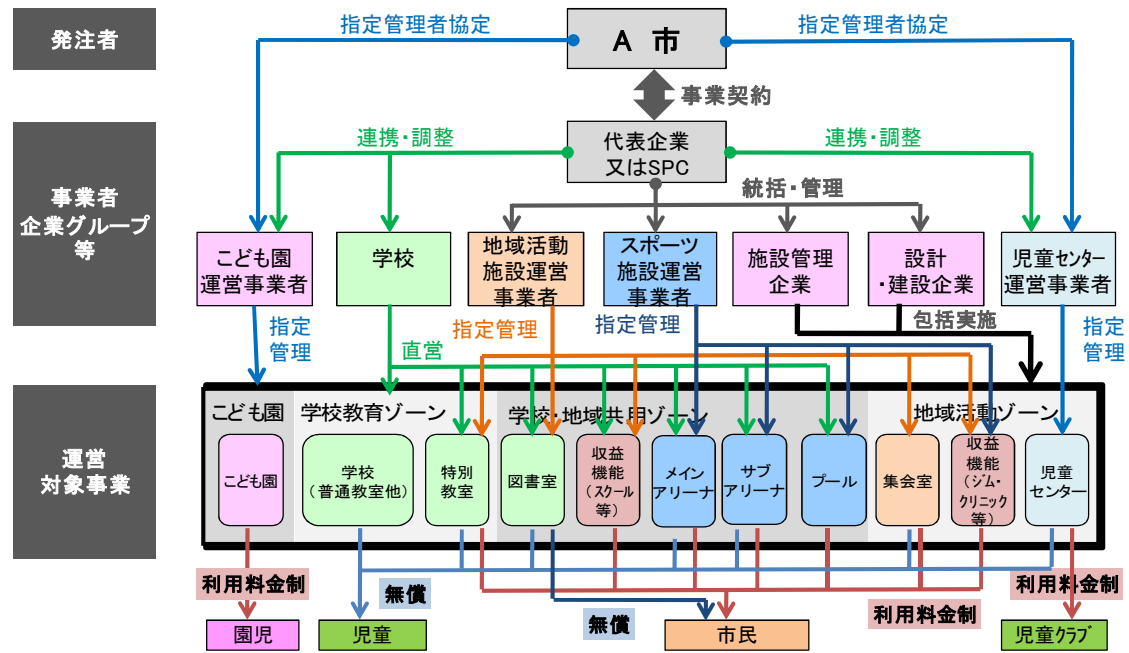 発注者
指定管理者協定
A 市
指定管理者協定
事業契約
事業者
企業グループ
等
連携・調整
代表企業
又はSPC
連携・調整
統括・管理
こども園
運営事業者
学校
地域活動
施設運営
事業者
スポーツ
施設運営
事業者
施設管理
企業
設計
・建設企業
児童センター
運営事業者
指定
管理
直営
指定管理
指定管理
包括実施
指定
管理
運営
対象事業
こども園
学校教育ゾーン
学校・地域共用ゾーン
地域活動ゾーン
こども園
学校
（普通教室他）
特別
教室
図書室
収益
機能
（スクール
等）
メイン
アリーナ
サブ
アリーナ
プール
集会室
収益
機能
（ジム・
クリニック
等）
児童
センター
利用料金制
無償
無償
利用料金制
利用料金制
園児
児童
市民
児童クラブ